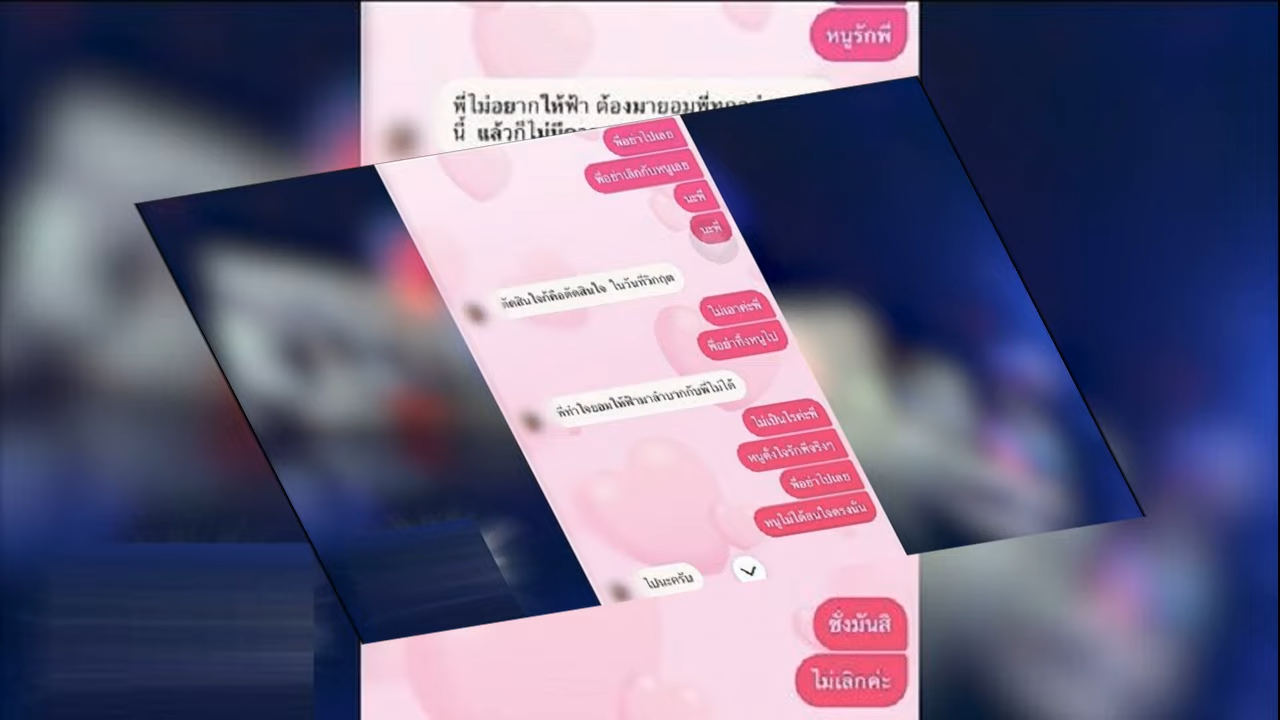 หนูรักพี่
พี่ไม่อยากให้ฟ้า ต้องมายอมพี่
นี้ แล้วก็ไม่มี
พี่อย่าไปเลย
พี่อย่าเลิกกับหนูเลย
นะพี่
นะพี่
ตัดสินใจก็คือตัดสินใจ ในวันที่วิกฤต
ไม่เอาค่ะพี่
พี่อย่าทิ้งหนูไป
พี่ทำใจยอมให้ฟ้ามาลำบากกับพี่ไม่ได้
ไม่เป็นไรค่ะพี่
หนูตั้งใจรักพี่จริงๆ
พี่อย่าไปเลย
หนูไม่ได้สนใจตรงนั้น
ไปนะครับ
ชั่งมันสิ
ไม่เลิกค่ะ